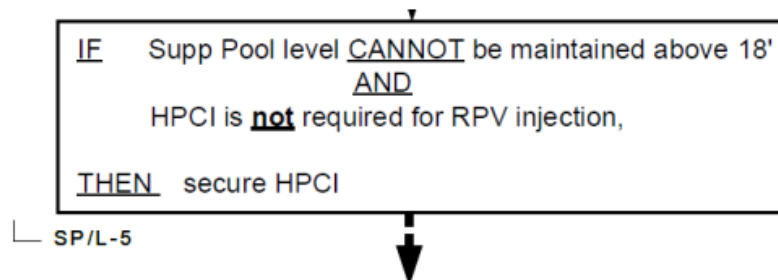 IF Supp Pool level CANNOT be maintained above 18'
AND
HPCI is not required for RPV injection,
THEN secure HPCI
SP/L-5